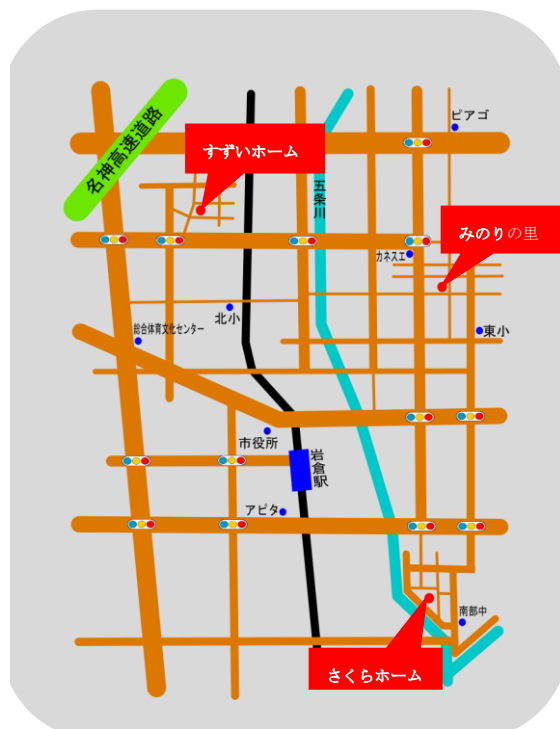 ピアゴ
名神高速道路
すずいホーム
五条川
みのりの里
カネスエ
北小
総合体育文化センター
東小
市役所
岩倉駅
アピタ
南部中
さくらホーム